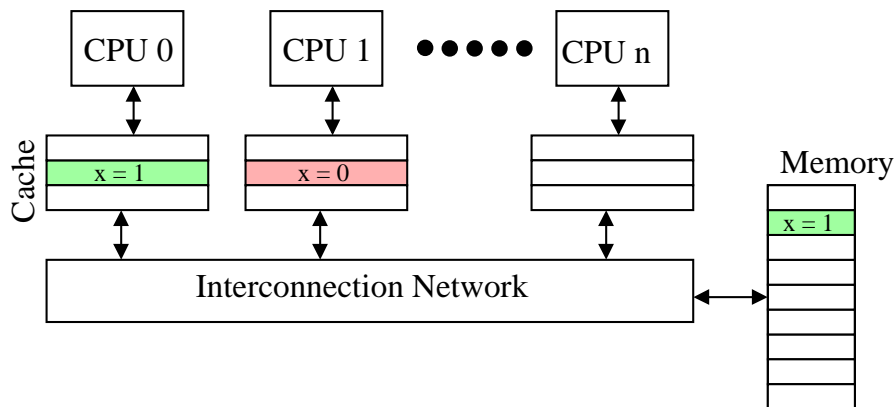 CPU 0
CPU 1
CPU n
Cache
x = 1
x = 0
Memory
x = 1
Interconnection Network